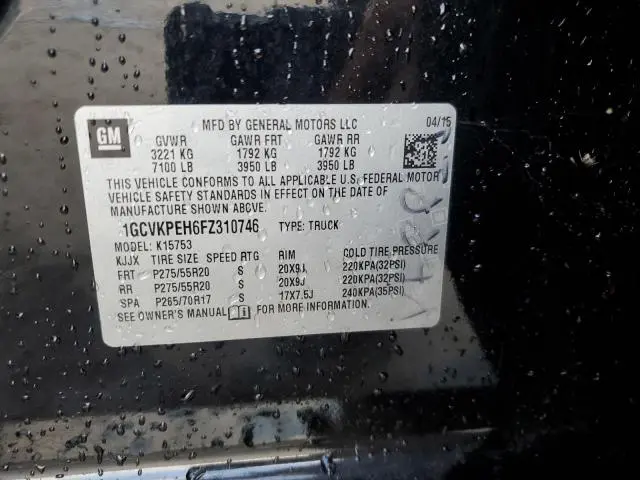 GM
MFD BY GENERAL MOTORS LLC 04/15
GVWR GAWR FRT GAWR RR
3221 KG 1792 KG 1792 KG
7100 LB 3950 LB 3950 LB
THIS VEHICLE CONFORMS TO ALL APPLICABLE U.S. FEDERAL MOTOR
VEHICLE SAFETY STANDARDS IN EFFECT ON THE DATE OF
MANUFACTURE SHOWN ABOVE.
1GCVKPEH6FZ310746 TYPE: TRUCK
MODEL: K15753
KJJX TIRE SIZE SPEED RTG RIM COLD TIRE PRESSURE
FRT P275/55R20 S 20X9J 220KPA(32PSI)
RR P275/55R20 S 20X9J 220KPA(32PSI)
SPA P265/70R17 S 17X7.5J 240KPA(35PSI)
SEE OWNER'S MANUAL FOR MORE INFORMATION.